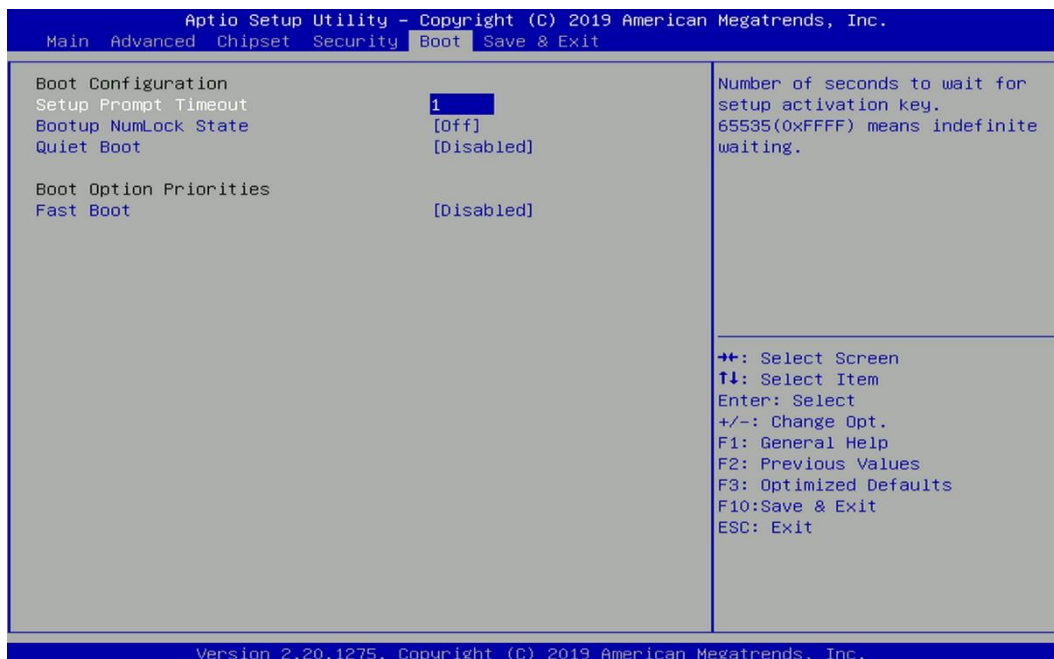 Aptio Setup Utility – Copyright (C) 2019 American Megatrends, Inc.
Main Advanced Chipset Security Boot Save & Exit
Boot Configuration
Setup Prompt Timeout 1
Bootup NumLock State [Off]
Quiet Boot [Disabled]
Boot Option Priorities
Fast Boot [Disabled]
Number of seconds to wait for
setup activation key.
65535(0xFFFF) means indefinite
waiting.
→←: Select Screen
↑↓: Select Item
Enter: Select
+/-: Change Opt.
F1: General Help
F2: Previous Values
F3: Optimized Defaults
F10:Save & Exit
ESC: Exit
Version 2.20.1275. Copyright (C) 2019 American Megatrends, Inc.